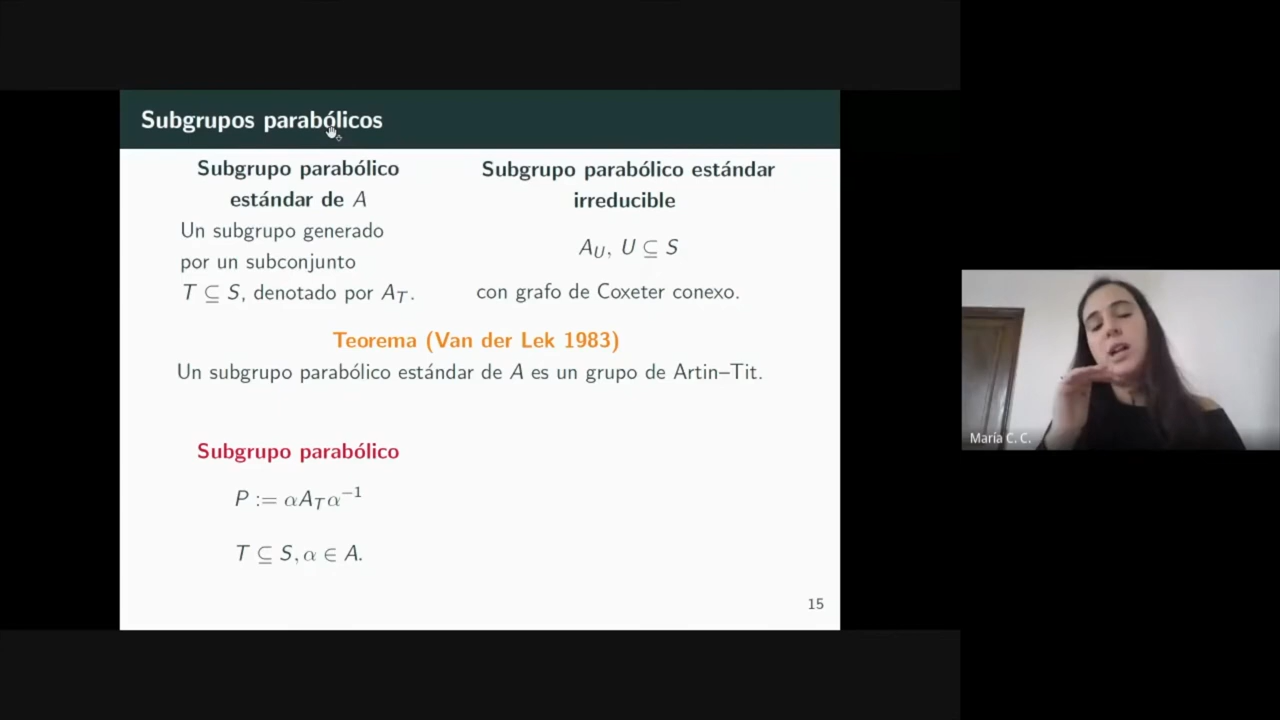 Subgrupos parabólicos
Subgrupo parabólico
estándar de A
Un subgrupo generado
por un subconjunto
T ⊆ S, denotado por A_T.
Subgrupo parabólico estándar
irreducible
A_U, U ⊆ S
con grafo de Coxeter conexo.
Teorema (Van der Lek 1983)
Un subgrupo parabólico estándar de A es un grupo de Artin–Tit.
Subgrupo parabólico
P := αA_Tα⁻¹
T ⊆ S, α ∈ A.
15
María C. C.